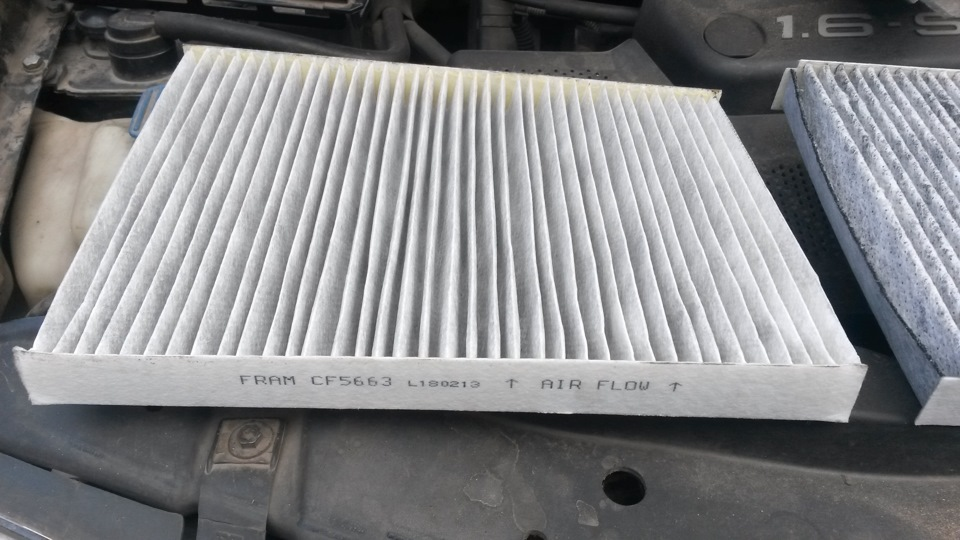 1.6-S
FRAM CF5663 L180213 ↑ AIR FLOW ↑